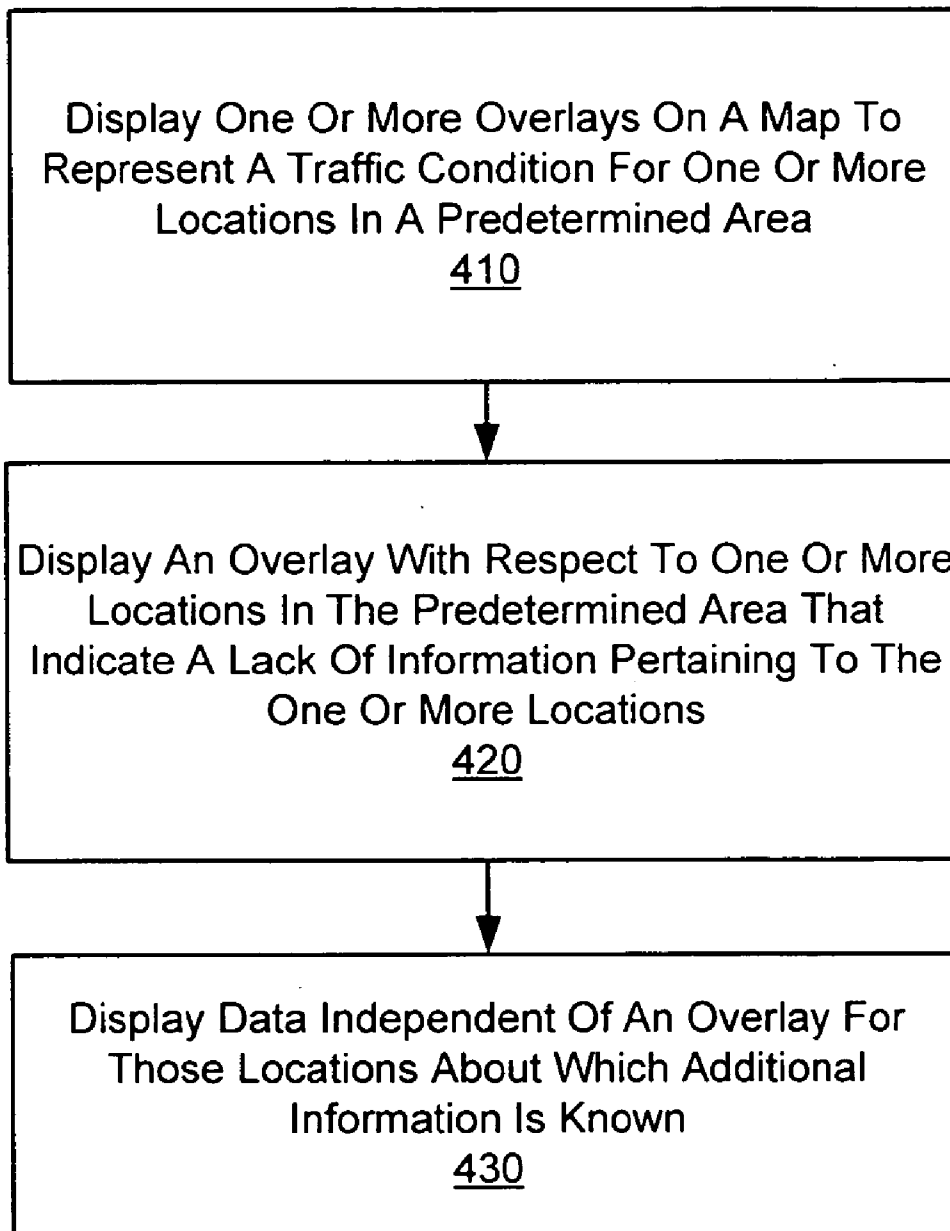 Display One Or More Overlays On A Map To
Represent A Traffic Condition For One Or More
Locations In A Predetermined Area
410
Display An Overlay With Respect To One Or More
Locations In The Predetermined Area That
Indicate A Lack Of Information Pertaining To The
One Or More Locations
420
Display Data Independent Of An Overlay For
Those Locations About Which Additional
Information Is Known
430